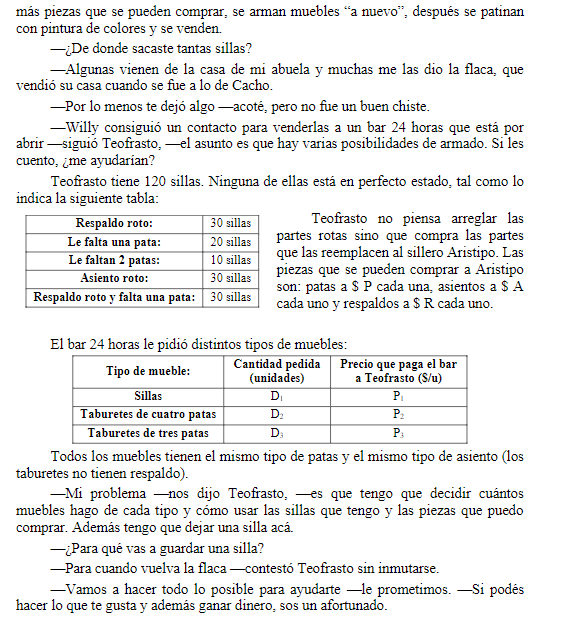 más piezas que se pueden comprar, se arman muebles “a nuevo”, después se patinan
con pintura de colores y se venden.
—¿De donde sacaste tantas sillas?
—Algunas vienen de la casa de mi abuela y muchas me las dio la flaca, que
vendió su casa cuando se fue a lo de Cacho.
—Por lo menos te dejó algo —acoté, pero no fue un buen chiste.
—Willy consiguió un contacto para venderlas a un bar 24 horas que está por
abrir —siguió Teofrasto, —el asunto es que hay varias posibilidades de armado. Si les
cuento, ¿me ayudarían?
Teofrasto tiene 120 sillas. Ninguna de ellas está en perfecto estado, tal como lo
indica la siguiente tabla:
Respaldo roto: 30 sillas
Le falta una pata: 20 sillas
Le faltan 2 patas: 10 sillas
Asiento roto: 30 sillas
Respaldo roto y falta una pata: 30 sillas
Teofrasto no piensa arreglar las
partes rotas sino que compra las partes
que las reemplacen al sillero Aristipo. Las
piezas que se pueden comprar a Aristipo
son: patas a $ P cada una, asientos a $ A
cada uno y respaldos a $ R cada uno.
El bar 24 horas le pidió distintos tipos de muebles:
Tipo de mueble: Cantidad pedida (unidades) Precio que paga el bar a Teofrasto ($/u)
Sillas D₁ P₁
Taburetes de cuatro patas D₂ P₂
Taburetes de tres patas D₃ P₃
Todos los muebles tienen el mismo tipo de patas y el mismo tipo de asiento (los
taburetes no tienen respaldo).
—Mi problema —nos dijo Teofrasto, —es que tengo que decidir cuántos
muebles hago de cada tipo y cómo usar las sillas que tengo y las piezas que puedo
comprar. Además tengo que dejar una silla acá.
—¿Para qué vas a guardar una silla?
—Para cuando vuelva la flaca —contestó Teofrasto sin inmutarse.
—Vamos a hacer todo lo posible para ayudarte —le prometimos. —Si podés
hacer lo que te gusta y además ganar dinero, sos un afortunado.